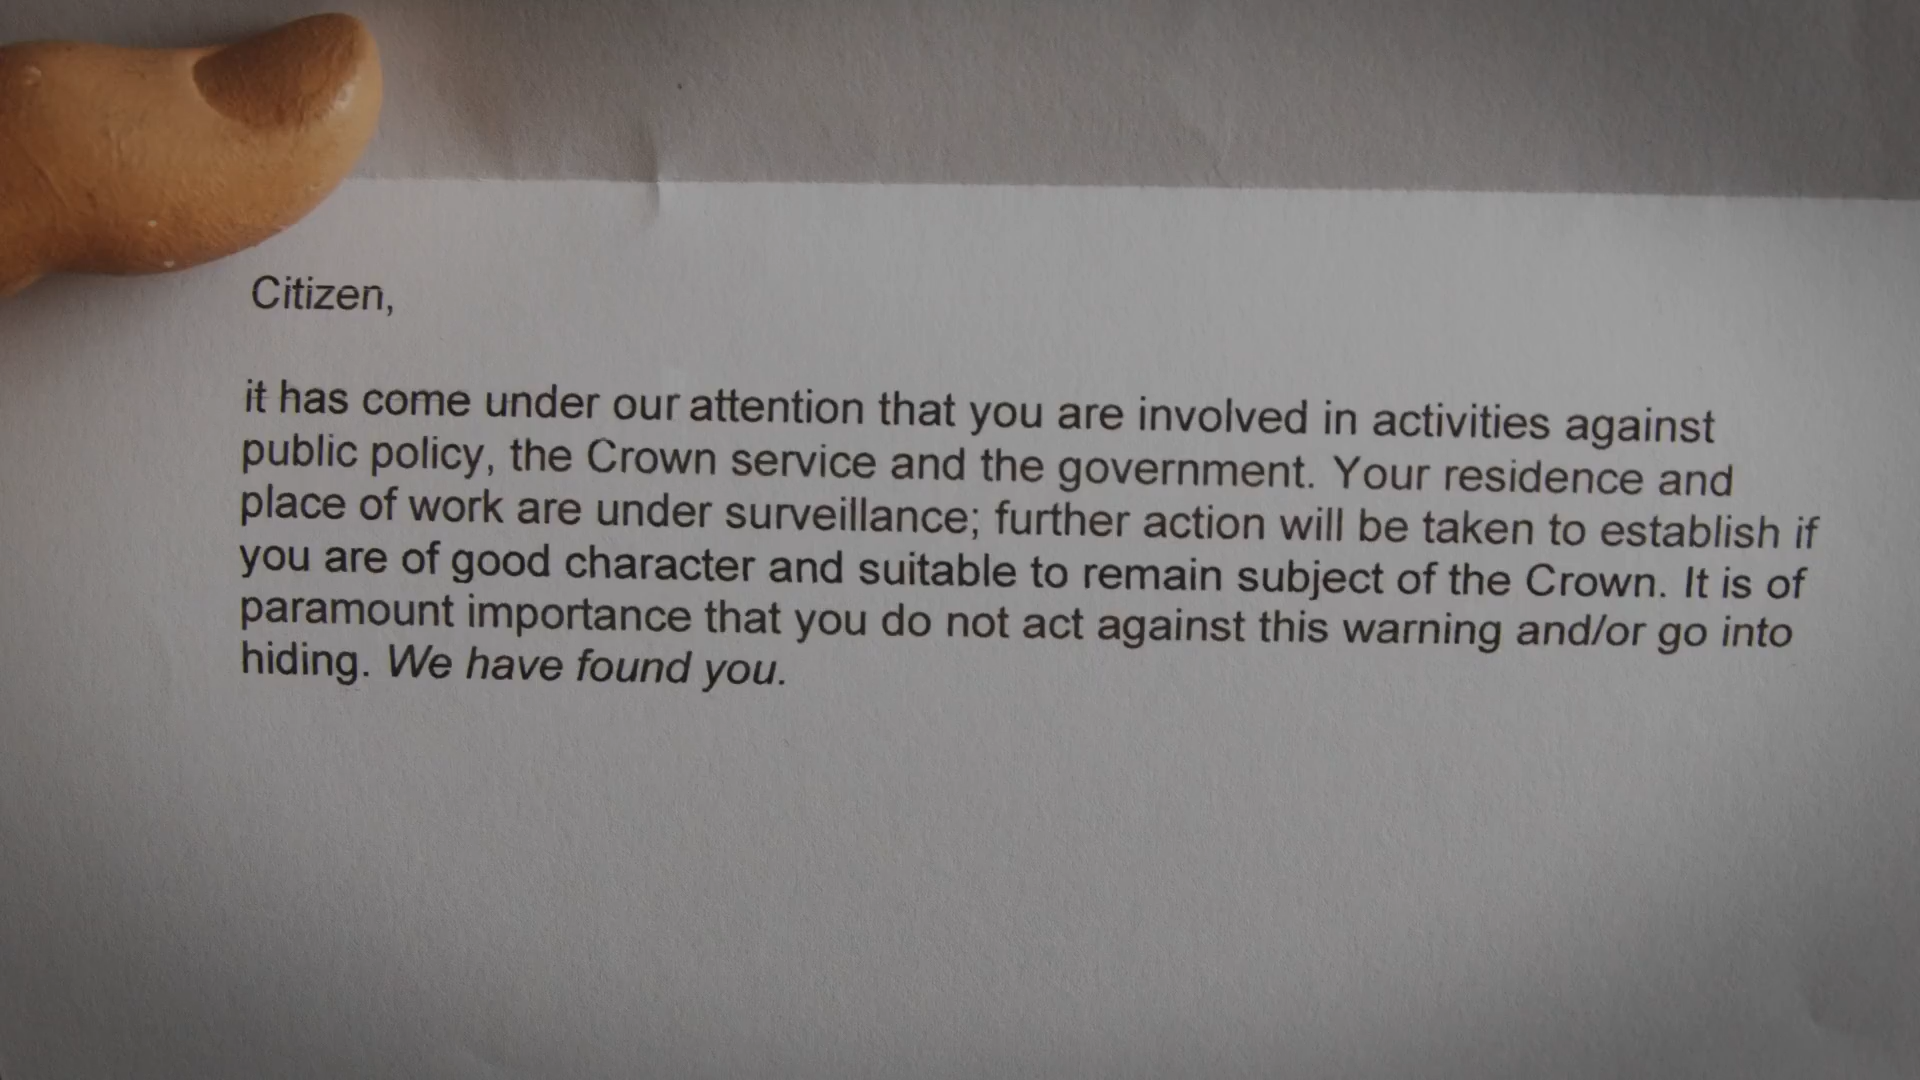 Citizen,
it has come under our attention that you are involved in activities against
public policy, the Crown service and the government. Your residence and
place of work are under surveillance; further action will be taken to establish if
you are of good character and suitable to remain subject of the Crown. It is of
paramount importance that you do not act against this warning and/or go into
hiding. We have found you.